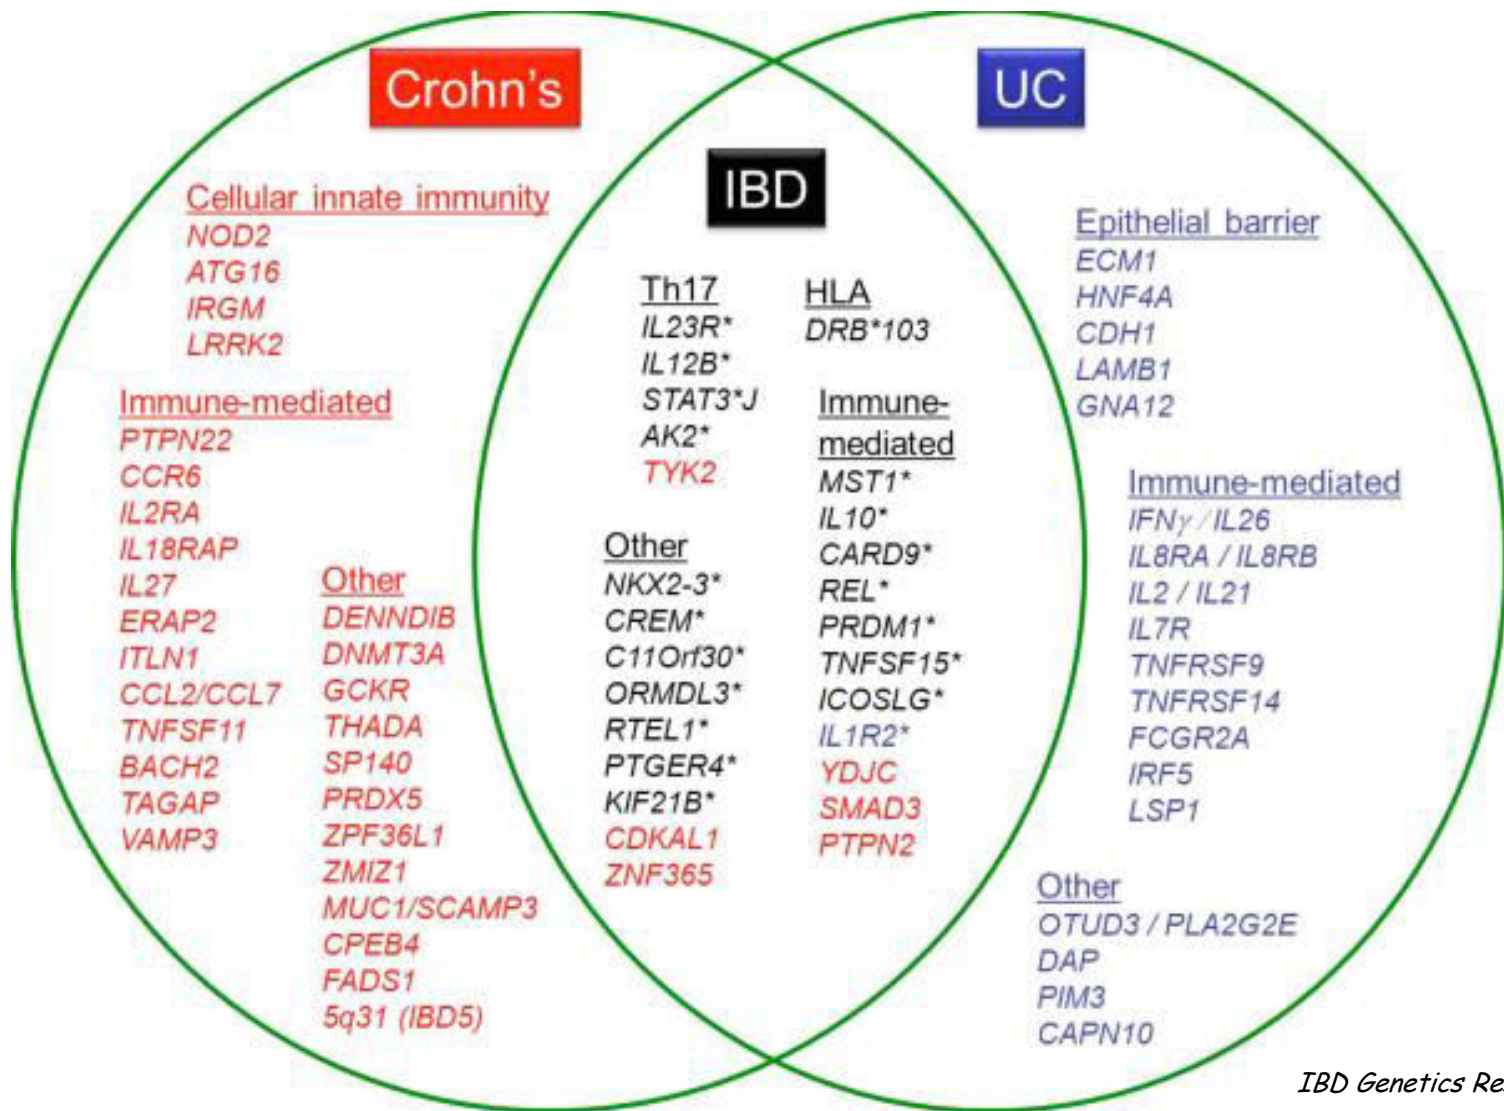 Crohn's
UC
IBD
Cellular innate immunity
NOD2
ATG16
IRGM
LRRK2
Immune-mediated
PTPN22
CCR6
IL2RA
IL18RAP
IL27
ERAP2
ITLN1
CCL2/CCL7
TNFSF11
BACH2
TAGAP
VAMP3
Other
DENNDIB
DNMT3A
GCKR
THADA
SP140
PRDX5
ZPF36L1
ZMIZ1
MUC1/SCAMP3
CPEB4
FADS1
5q31 (IBD5)
Th17
IL23R*
IL12B*
STAT3*J
AK2*
TYK2
Other
NKX2-3*
CREM*
C11Orf30*
ORMDL3*
RTEL1*
PTGER4*
KIF21B*
CDKAL1
ZNF365
HLA
DRB*103
Immune-
mediated
MST1*
IL10*
CARD9*
REL*
PRDM1*
TNFSF15*
ICOSLG*
IL1R2*
YDJC
SMAD3
PTPN2
Epithelial barrier
ECM1
HNF4A
CDH1
LAMB1
GNA12
Immune-mediated
IFNγ / IL26
IL8RA / IL8RB
IL2 / IL21
IL7R
TNFRSF9
TNFRSF14
FCGR2A
IRF5
LSP1
Other
OTUD3 / PLA2G2E
DAP
PIM3
CAPN10
IBD Genetics Res